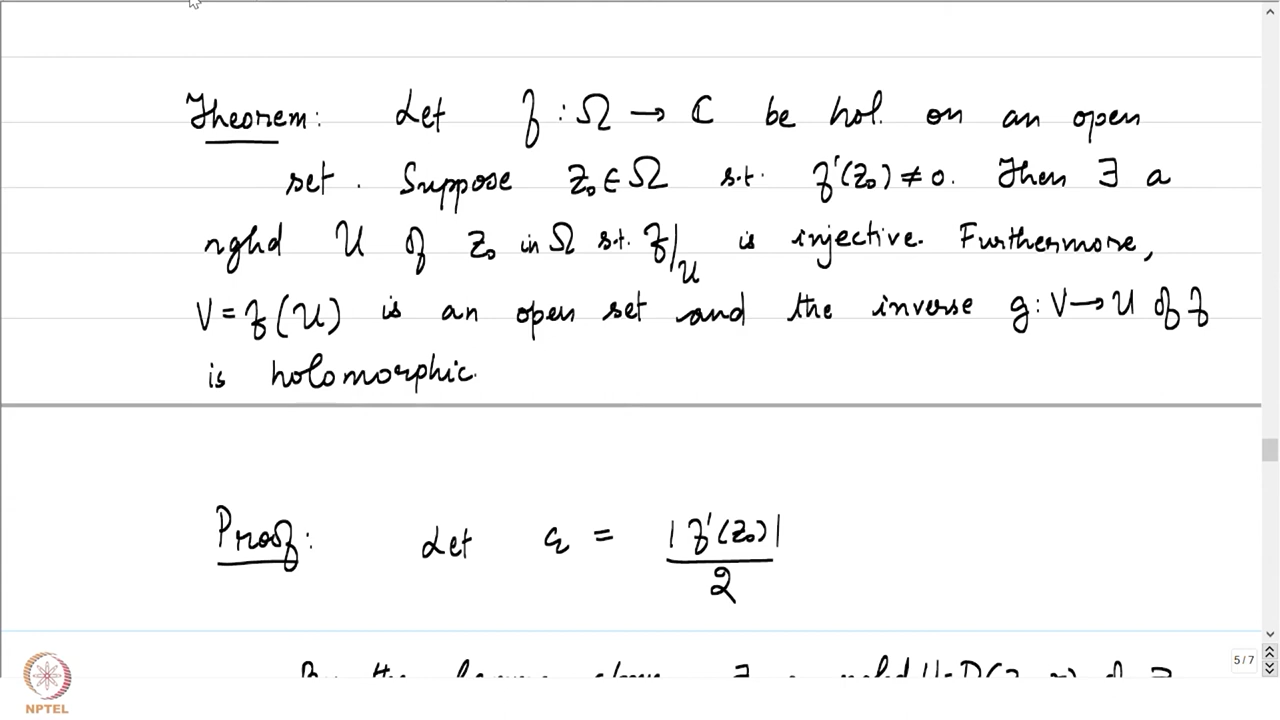 Theorem: Let f : Ω → ℂ be hol. on an open
set. Suppose z₀ ∈ Ω s.t. f'(z₀) ≠ 0. Then ∃ a
nghd U of z₀ in Ω s.t. f|_U is injective. Furthermore,
V = f(U) is an open set and the inverse g : V → U of f
is holomorphic.
Proof: Let ε = |f'(z₀)| / 2
5 / 7
NPTEL